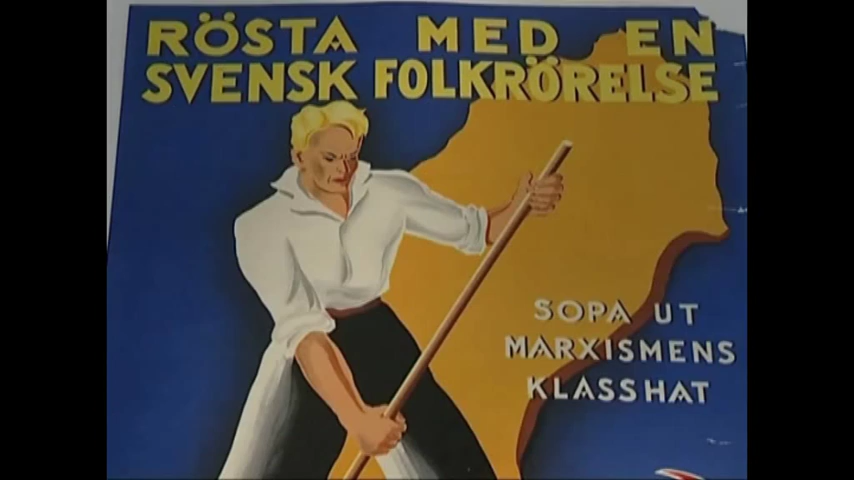 RÖSTA MED EN
SVENSK FOLKRÖRELSE
SOPA UT
MARXISMENS
KLASSHAT